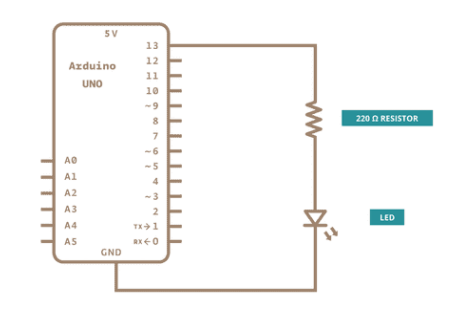 5V
Arduino
UNO
13
12
11
10
~9
8
7
~6
~5
4
~3
2
TX→1
RX←0
A0
A1
A2
A3
A4
A5
GND
220 Ω RESISTOR
LED